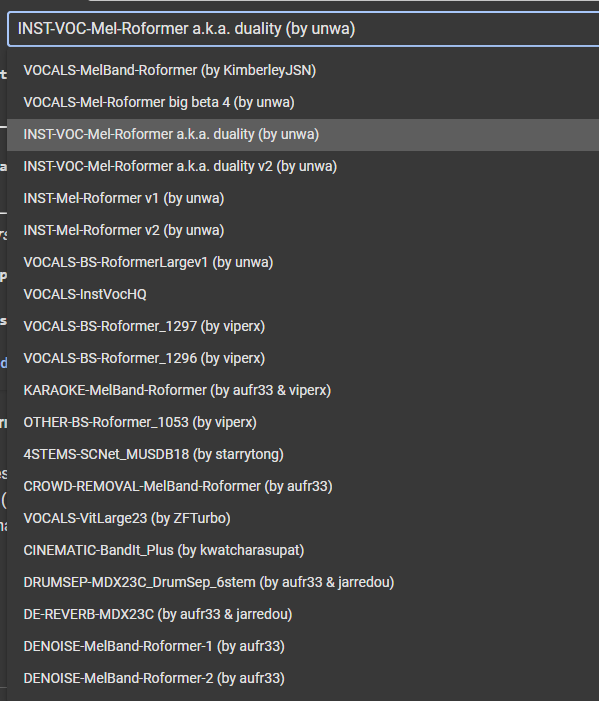 INST-VOC-Mel-Roformer a.k.a. duality (by unwa)
VOCALS-MelBand-Roformer (by KimberleyJSN)
VOCALS-Mel-Roformer big beta 4 (by unwa)
INST-VOC-Mel-Roformer a.k.a. duality (by unwa)
INST-VOC-Mel-Roformer a.k.a. duality v2 (by unwa)
INST-Mel-Roformer v1 (by unwa)
INST-Mel-Roformer v2 (by unwa)
VOCALS-BS-RoformerLargev1 (by unwa)
VOCALS-InstVocHQ
VOCALS-BS-Roformer_1297 (by viperx)
VOCALS-BS-Roformer_1296 (by viperx)
KARAOKE-MelBand-Roformer (by aufr33 & viperx)
OTHER-BS-Roformer_1053 (by viperx)
4STEMS-SCNet_MUSDB18 (by starrytong)
CROWD-REMOVAL-MelBand-Roformer (by aufr33)
VOCALS-VitLarge23 (by ZFTurbo)
CINEMATIC-BandIt_Plus (by kwatcharasupat)
DRUMSEP-MDX23C_DrumSep_6stem (by aufr33 & jarredou)
DE-REVERB-MDX23C (by aufr33 & jarredou)
DENOISE-MelBand-Roformer-1 (by aufr33)
DENOISE-MelBand-Roformer-2 (by aufr33)